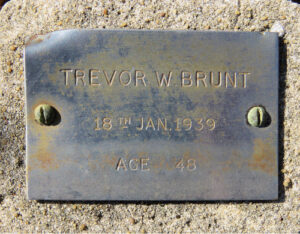 TREVOR W BRUNT
18TH JAN, 1939
AGE 48